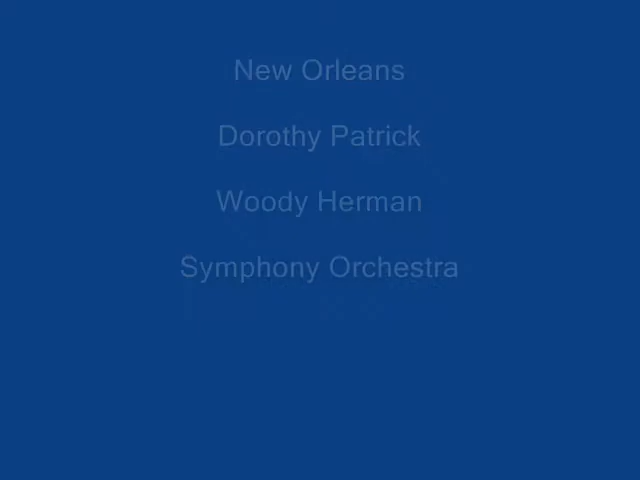 New Orleans
Dorothy Patrick
Woody Herman
Symphony Orchestra